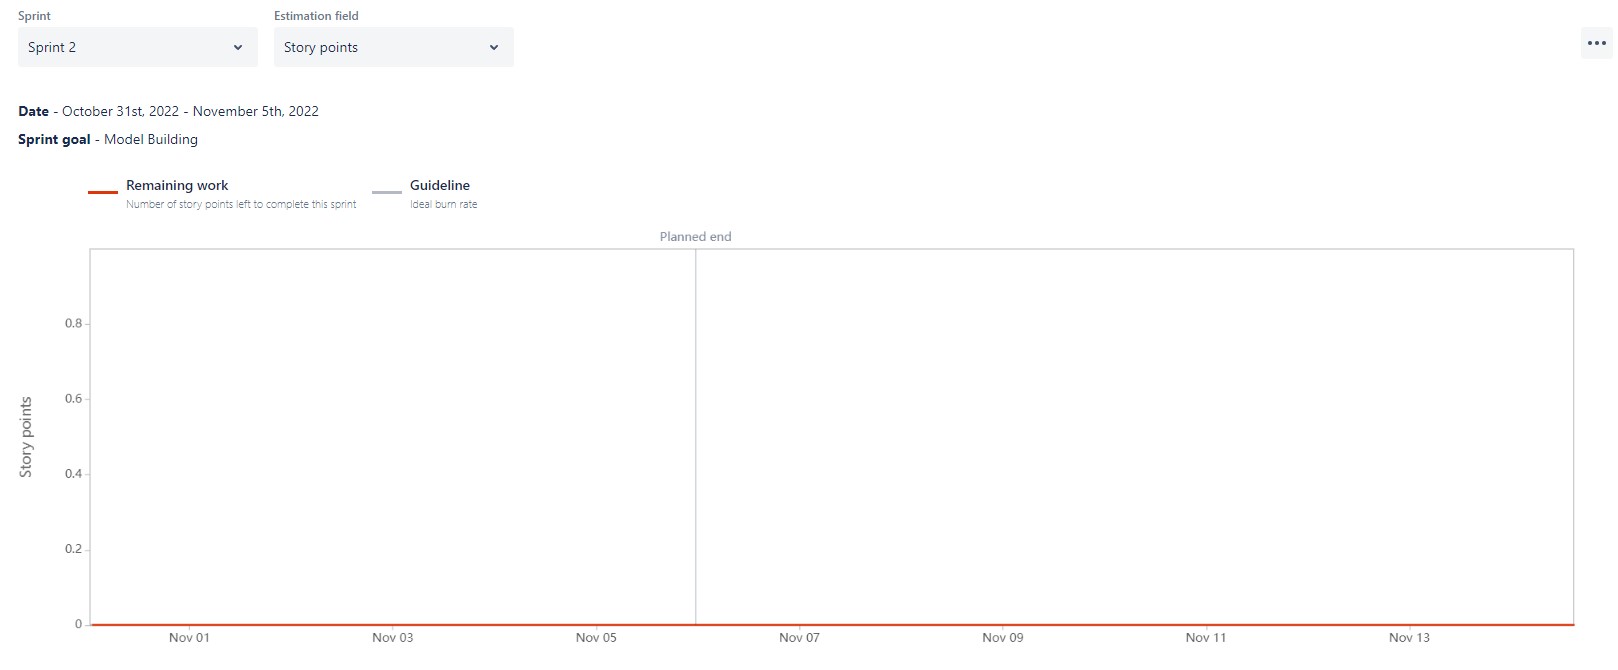 Sprint
Estimation field
Sprint 2
Story points
Date - October 31st, 2022 - November 5th, 2022
Sprint goal - Model Building
Remaining work
Number of story points left to complete this sprint
Guideline
Ideal burn rate
Planned end
Story points
0.8
0.6
0.4
0.2
0
Nov 01
Nov 03
Nov 05
Nov 07
Nov 09
Nov 11
Nov 13